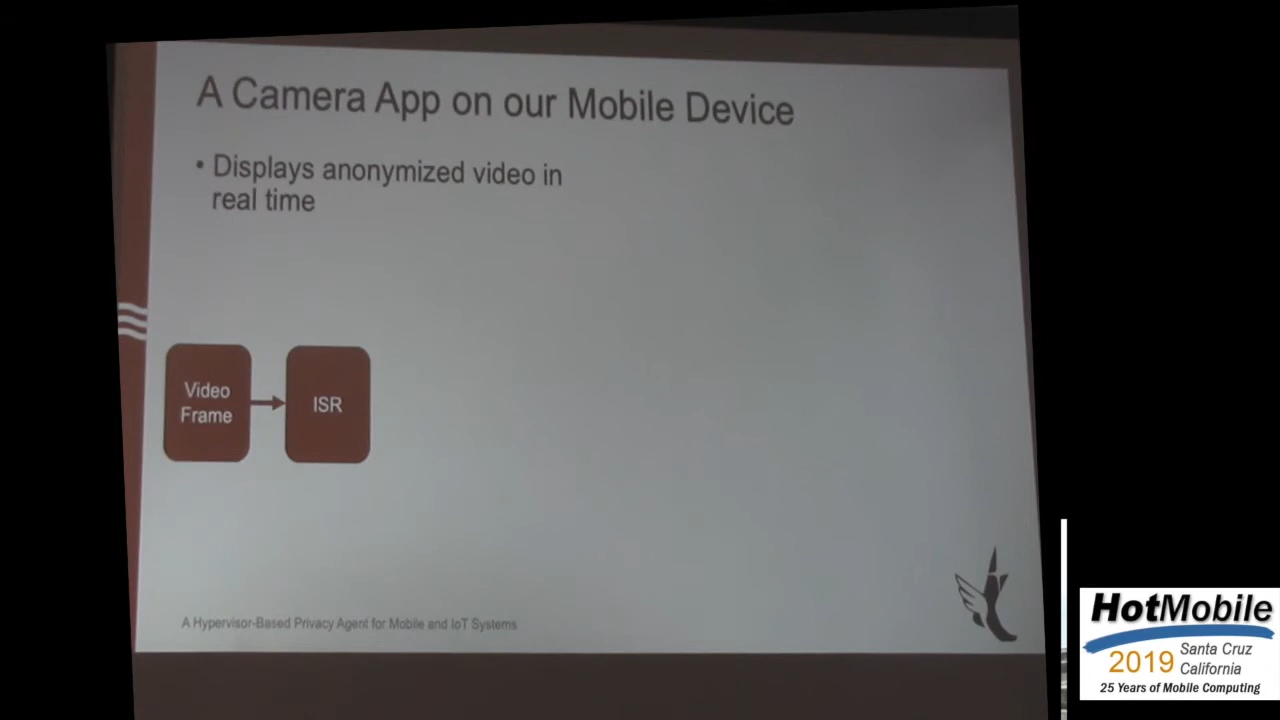 A Camera App on our Mobile Device
• Displays anonymized video in
real time
Video
Frame
ISR
A Hypervisor-Based Privacy Agent for Mobile and IoT Systems
HotMobile
2019 Santa Cruz
California
25 Years of Mobile Computing